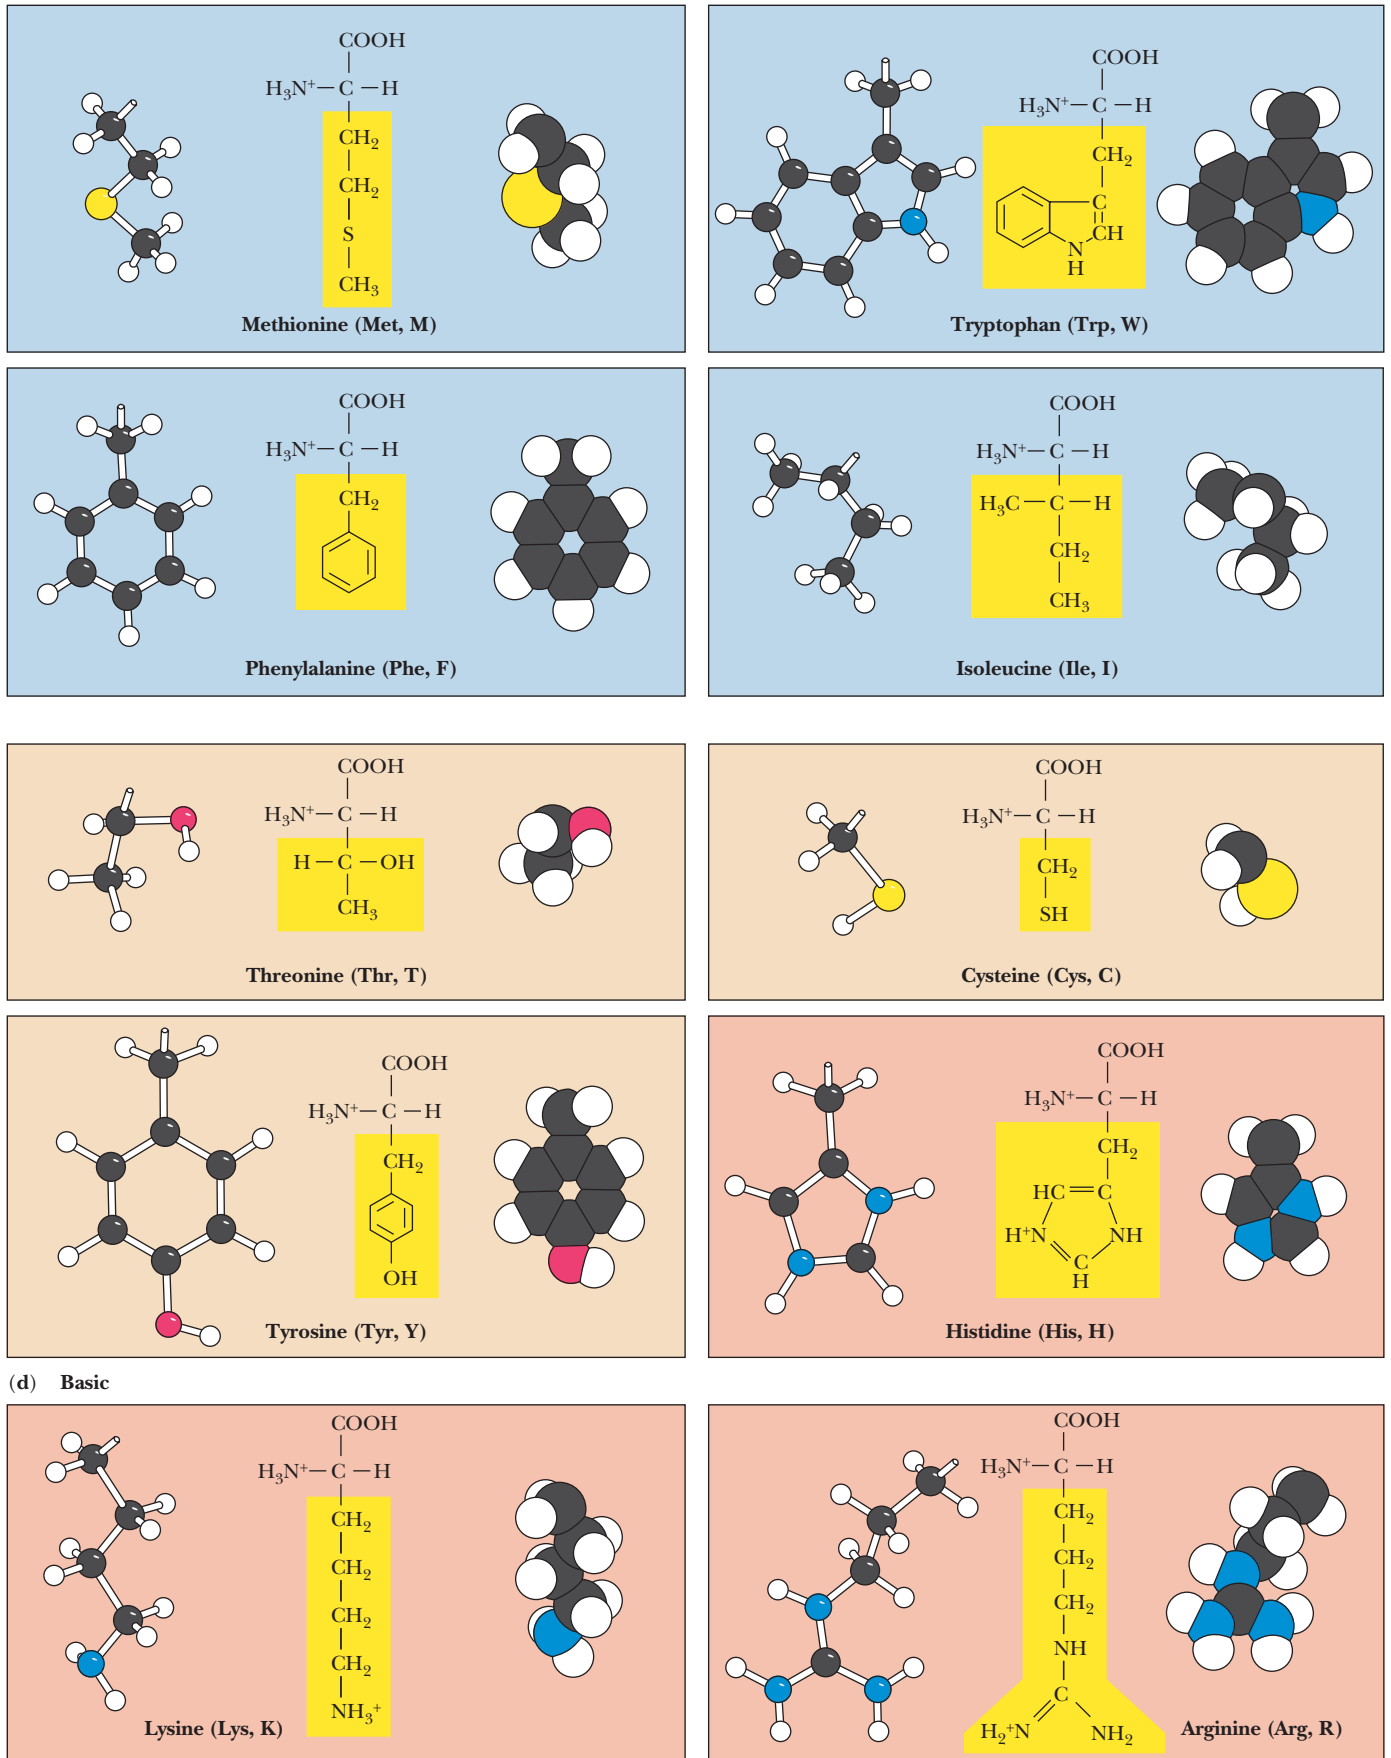 COOH
H₃N⁺—C—H
CH₂
CH₂
S
CH₃
Methionine (Met, M)
COOH
H₃N⁺—C—H
CH₂
C
CH
N
H
Tryptophan (Trp, W)
COOH
H₃N⁺—C—H
CH₂
Phenylalanine (Phe, F)
COOH
H₃N⁺—C—H
H₃C—C—H
CH₂
CH₃
Isoleucine (Ile, I)
COOH
H₃N⁺—C—H
H—C—OH
CH₃
Threonine (Thr, T)
COOH
H₃N⁺—C—H
CH₂
SH
Cysteine (Cys, C)
COOH
H₃N⁺—C—H
CH₂
OH
Tyrosine (Tyr, Y)
COOH
H₃N⁺—C—H
CH₂
HC=C
H⁺N NH
C
H
Histidine (His, H)
(d) Basic
COOH
H₃N⁺—C—H
CH₂
CH₂
CH₂
CH₂
NH₃⁺
Lysine (Lys, K)
COOH
H₃N⁺—C—H
CH₂
CH₂
CH₂
NH
C
H₂⁺N NH₂
Arginine (Arg, R)